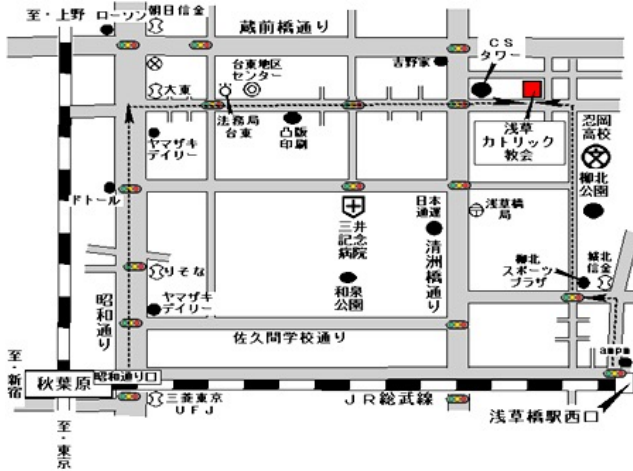 至・上野
ローソン
朝日信金
蔵前橋通り
吉野家
CS
タワー
大東
台東地区
センター
法務局
台東
凸版
印刷
浅草
カトリック
教会
忍岡
高校
柳北
公園
ヤマザキ
デイリー
ドトール
三井
記念
病院
日本
通運
浅草橋
局
清洲橋通り
りそな
昭和通り
ヤマザキ
デイリー
和泉
公園
柳北
スポーツ
プラザ
城北
信金
佐久間学校通り
至・新宿
秋葉原
昭和通り口
三菱東京
UFJ
JR総武線
ampm
浅草橋駅西口
至・東京